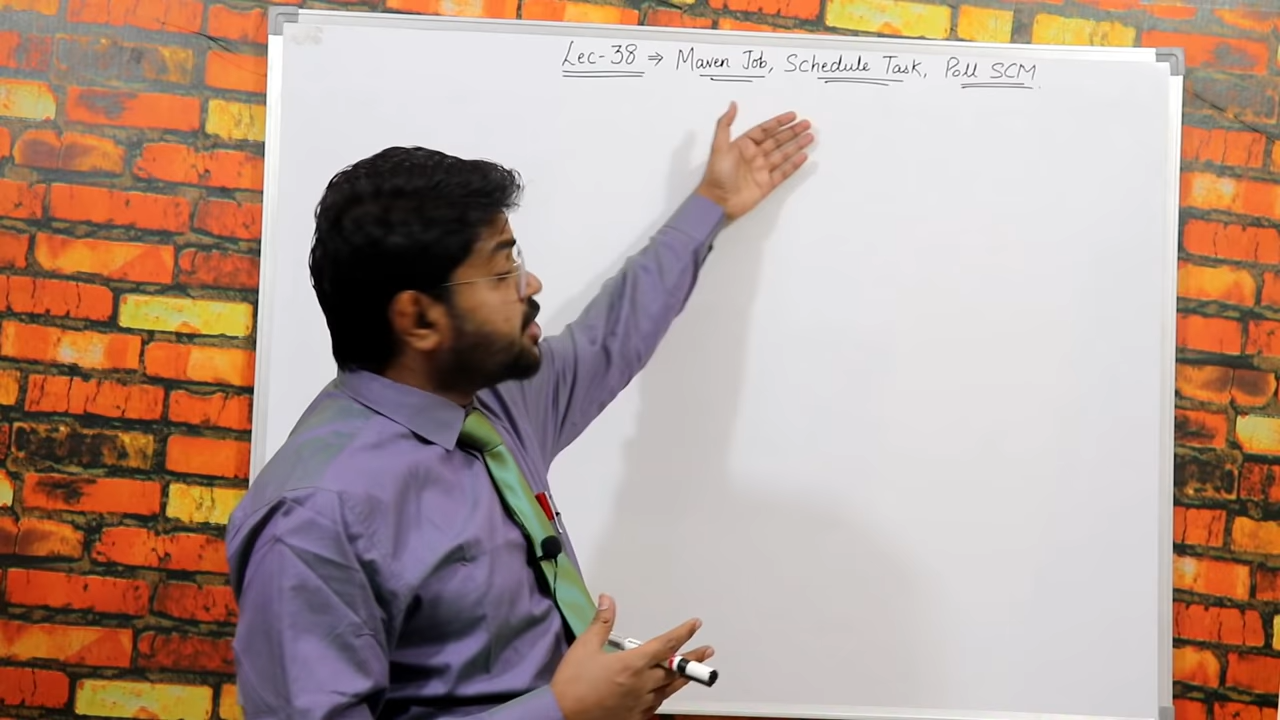 Lec-38 ⇒ Maven Job, Schedule Task, Poll SCM.